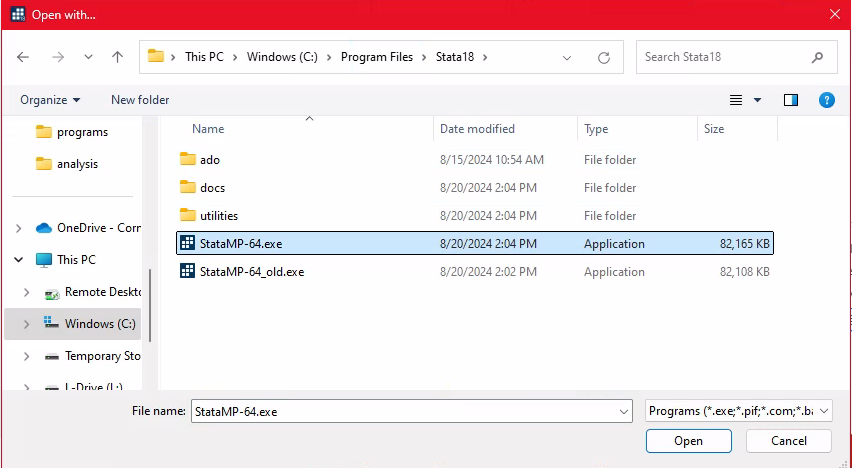 Open with...
This PC > Windows (C:) > Program Files > Stata18 >
Search Stata18
Organize
New folder
?
Name
Date modified
Type
Size
programs
analysis
OneDrive - Corn
This PC
Remote Deskto
Windows (C:)
Temporary Sto
L-Drive (L:)
ado 8/15/2024 10:54 AM File folder
docs 8/20/2024 2:04 PM File folder
utilities 8/20/2024 2:04 PM File folder
StataMP-64.exe 8/20/2024 2:04 PM Application 82,165 KB
StataMP-64_old.exe 8/20/2024 2:02 PM Application 82,108 KB
File name: StataMP-64.exe
Programs (*.exe;*.pif;*.com;*.ba
Open
Cancel